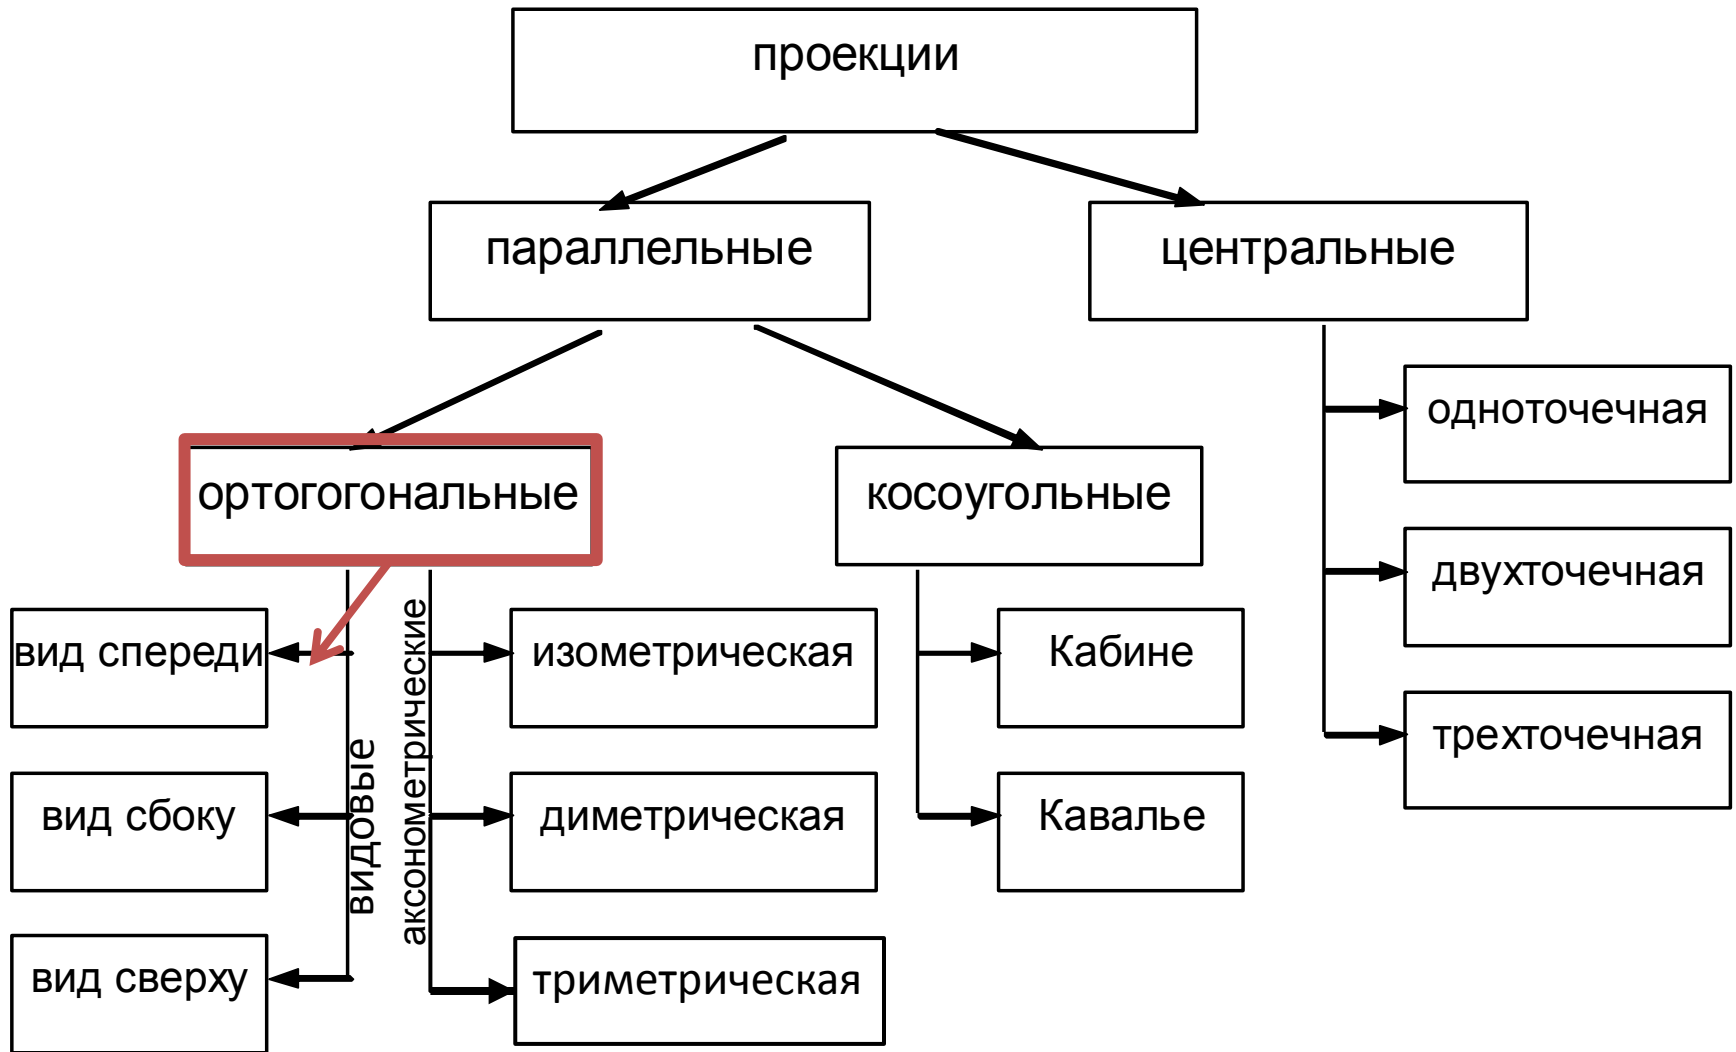 проекции
параллельные
центральные
одноточечная
двухточечная
трехточечная
ортогогональные
косоугольные
вид спереди
вид сбоку
вид сверху
видовые
аксонометрические
изометрическая
диметрическая
триметрическая
Кабине
Кавалье